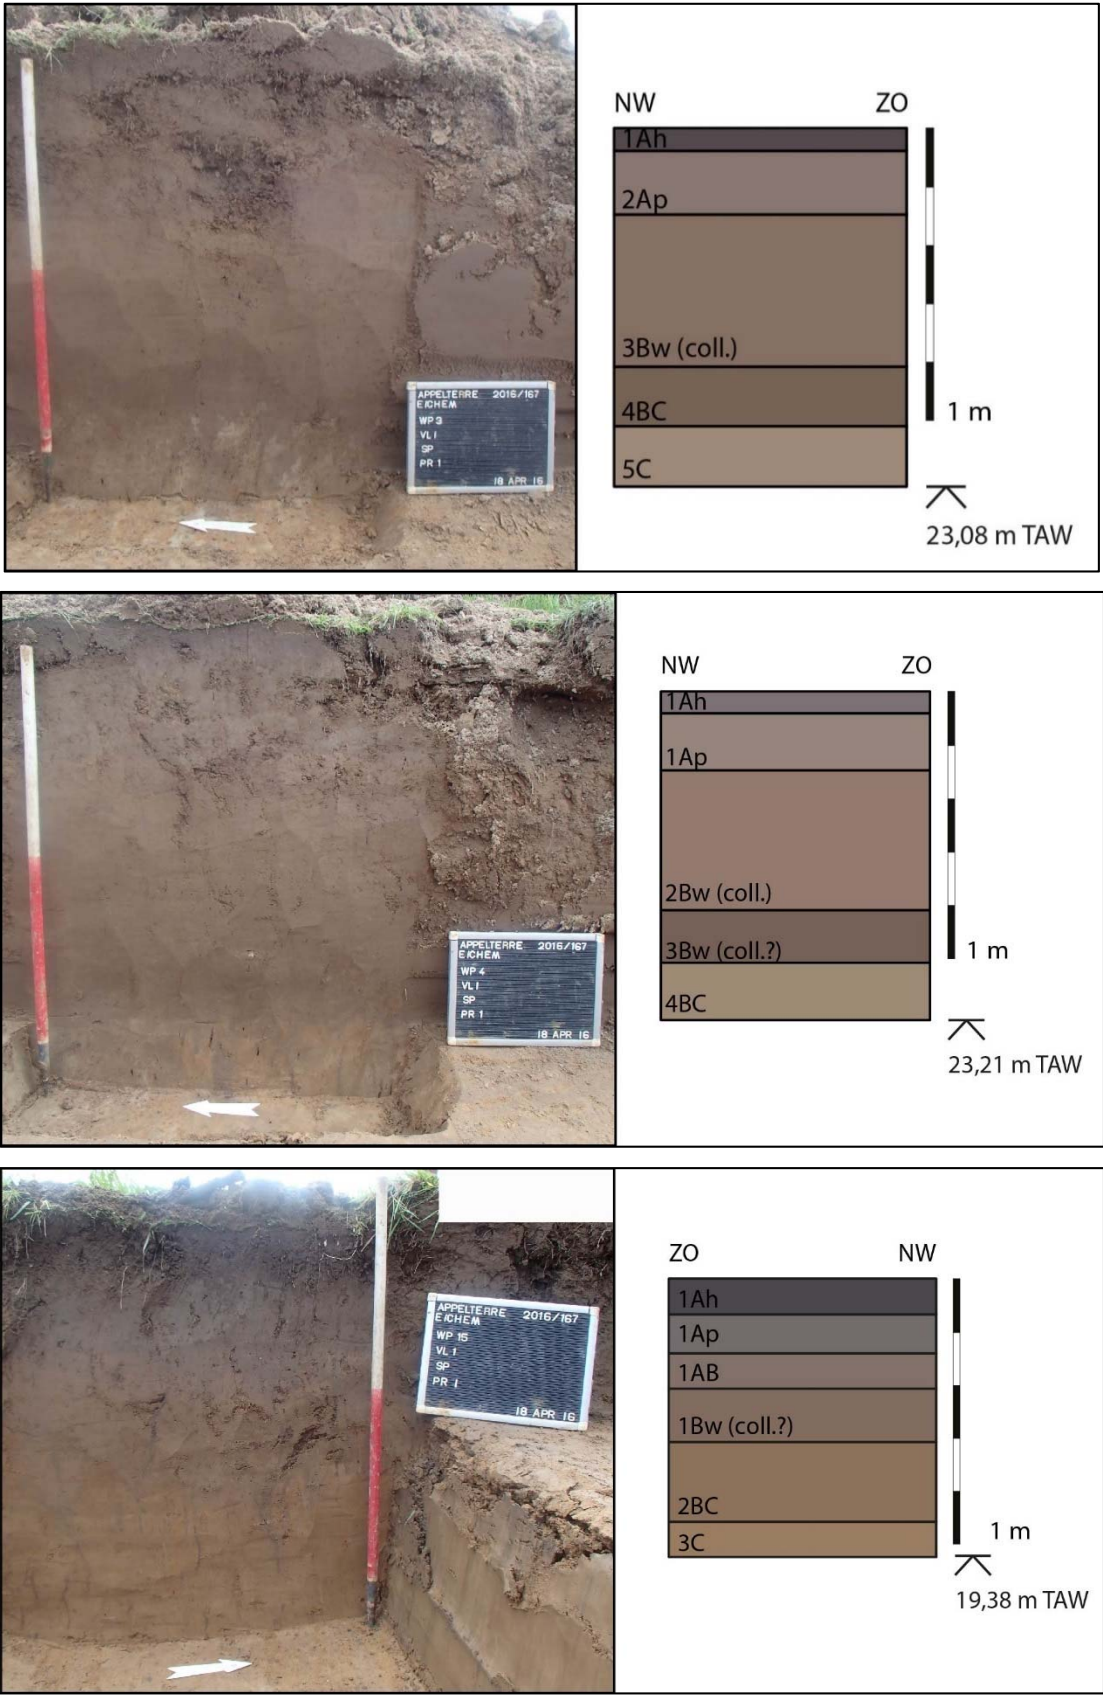 APPELTERRE 2016/167
EICHEM
WP 3
VL 1
SP
PR 1
18 APR 16
NW ZO
1Ah
2Ap
3Bw (coll.)
4BC
5C
1 m
23,08 m TAW
APPELTERRE 2016/167
EICHEM
WP 4
VL 1
SP
PR 1
18 APR 16
NW ZO
1Ah
1Ap
2Bw (coll.)
3Bw (coll.?)
4BC
1 m
23,21 m TAW
APPELTERRE 2016/167
EICHEM
WP 15
VL 1
SP
PR 1
18 APR 16
ZO NW
1Ah
1Ap
1AB
1Bw (coll.?)
2BC
3C
1 m
19,38 m TAW